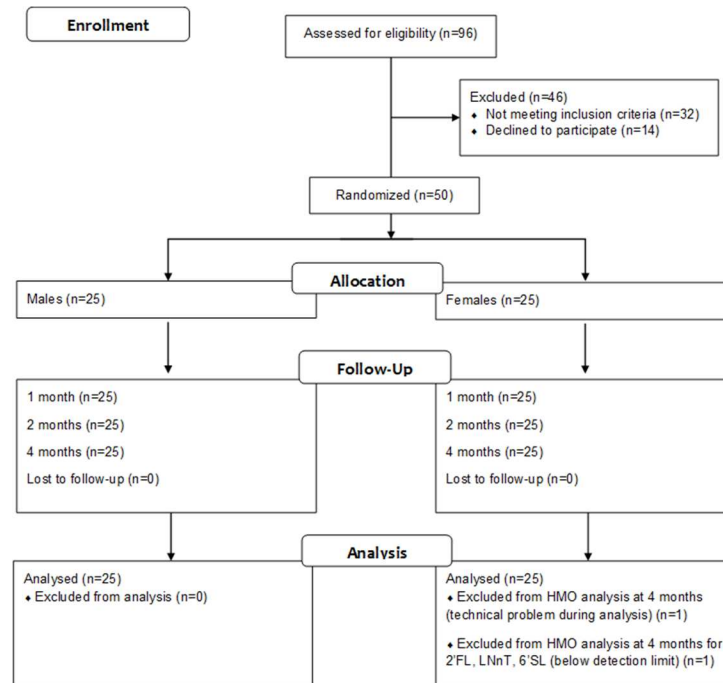 Enrollment
Assessed for eligibility (n=96)
Excluded (n=46)
♦ Not meeting inclusion criteria (n=32)
♦ Declined to participate (n=14)
Randomized (n=50)
Allocation
Males (n=25)
Females (n=25)
Follow-Up
1 month (n=25)
2 months (n=25)
4 months (n=25)
Lost to follow-up (n=0)
1 month (n=25)
2 months (n=25)
4 months (n=25)
Lost to follow-up (n=0)
Analysis
Analysed (n=25)
♦ Excluded from analysis (n=0)
Analysed (n=25)
♦ Excluded from HMO analysis at 4 months
(technical problem during analysis) (n=1)
♦ Excluded from HMO analysis at 4 months for
2'FL, LNnT, 6'SL (below detection limit) (n=1)